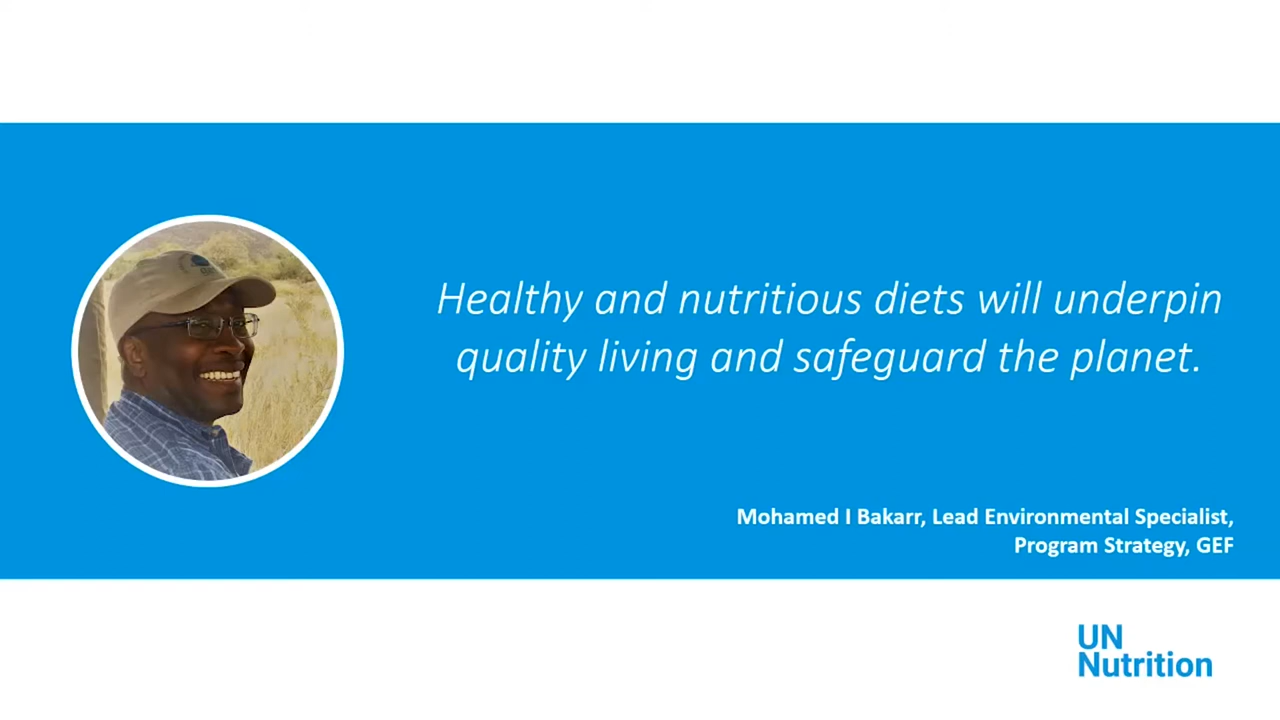 Healthy and nutritious diets will underpin
quality living and safeguard the planet.
Mohamed I Bakarr, Lead Environmental Specialist,
Program Strategy, GEF
UN
Nutrition